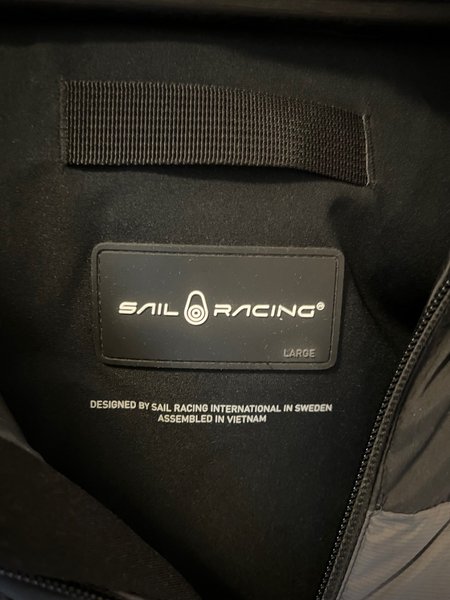 SAIL RACING®
LARGE
DESIGNED BY SAIL RACING INTERNATIONAL IN SWEDEN
ASSEMBLED IN VIETNAM